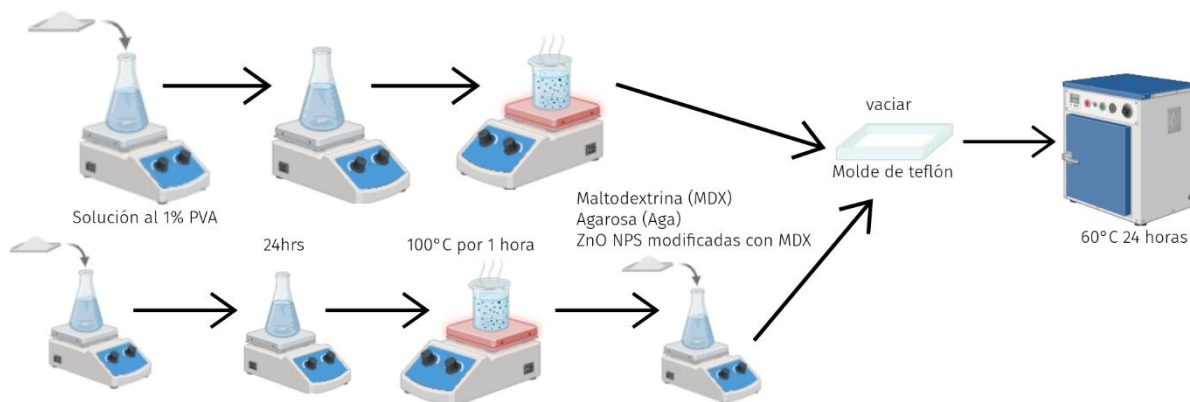 vaciar
Molde de teflón
Solución al 1% PVA
24hrs
100°C por 1 hora
Maltodextrina (MDX)
Agarosa (Aga)
ZnO NPS modificadas con MDX
60°C 24 horas